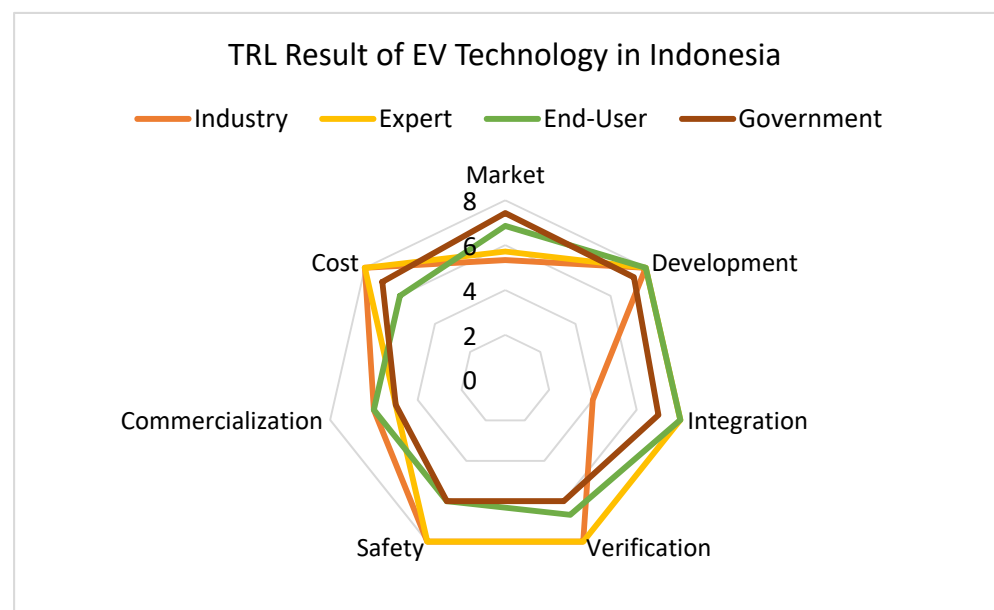 TRL Result of EV Technology in Indonesia
Industry Expert End-User Government
Market
8
6
Cost
Development
4
2
0
Commercialization
Integration
Safety
Verification